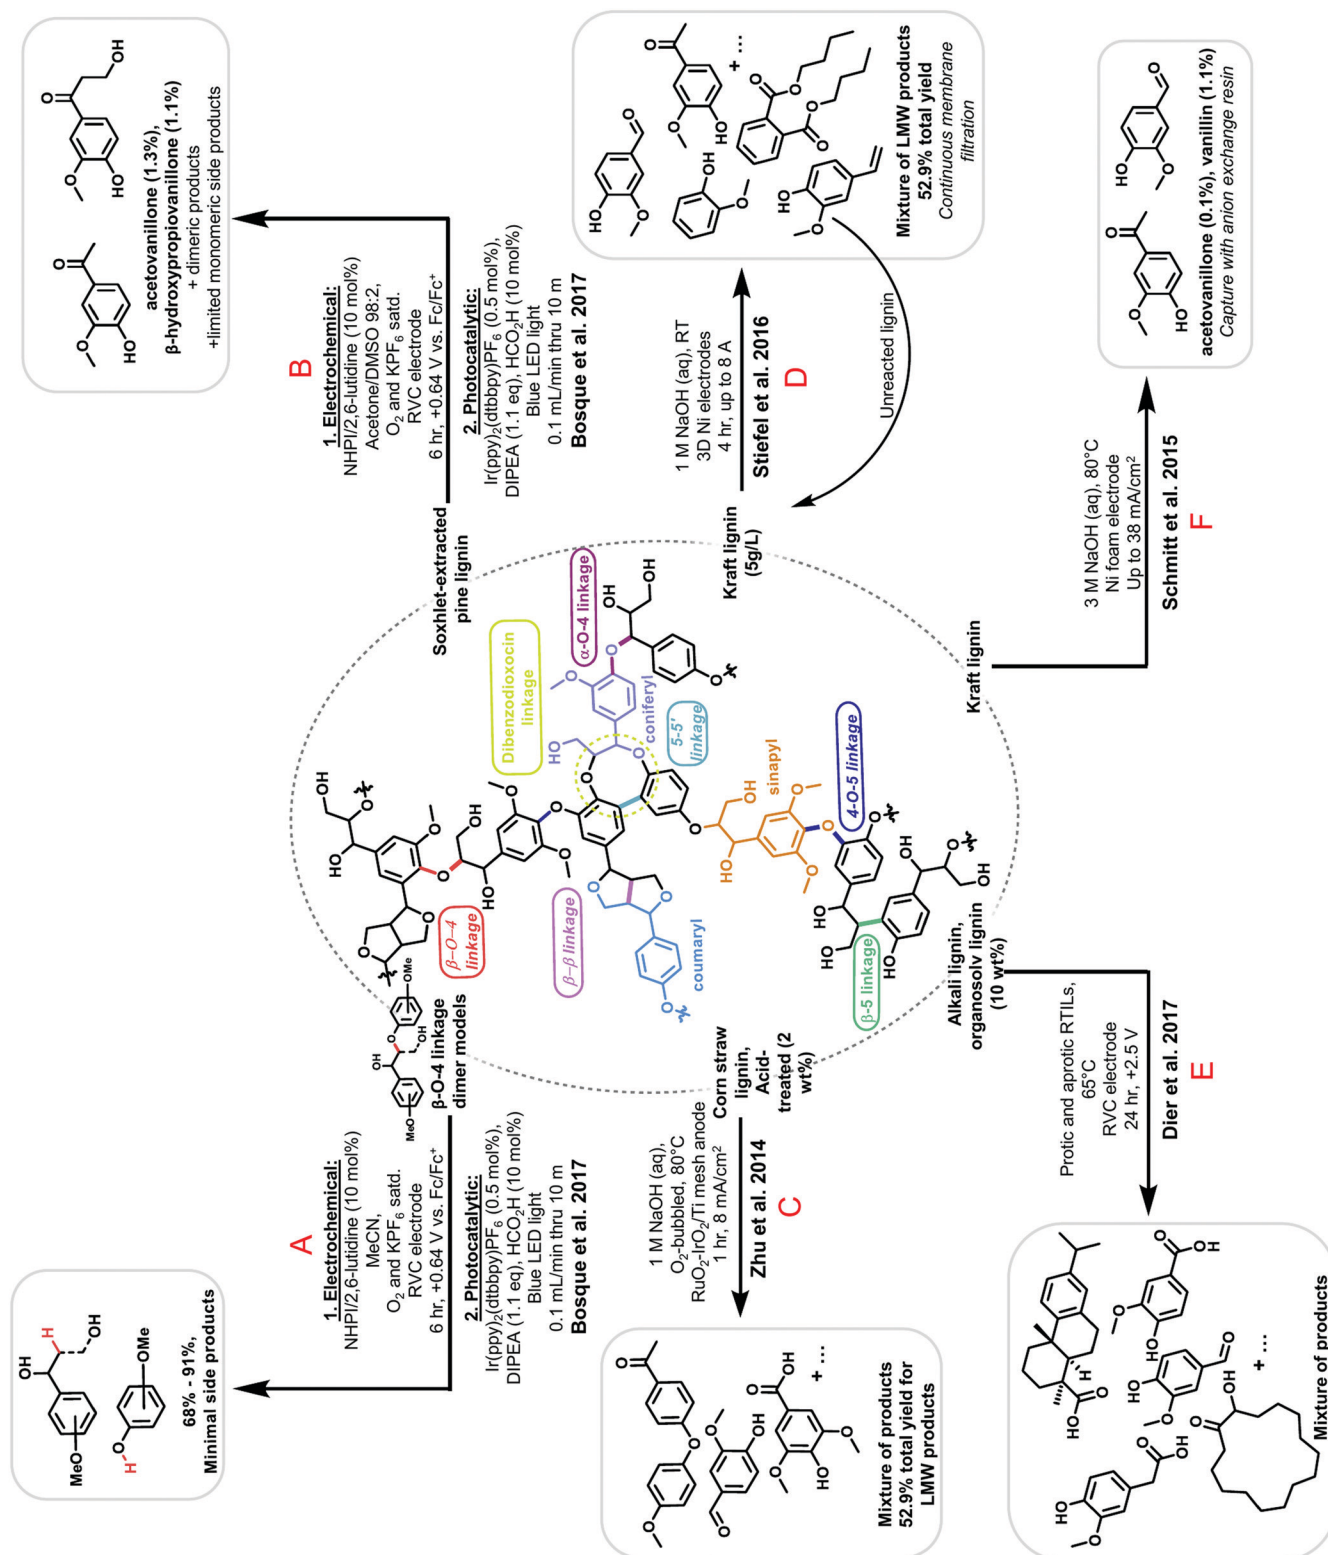 68% - 91%,
Minimal side products
MeO
OH
H
OH
H
O
OMe
A
1. Electrochemical:
NHPI/2,6-lutidine (10 mol%)
MeCN,
O₂ and KPF₆ satd.
RVC electrode
6 hr, +0.64 V vs. Fc/Fc⁺
2. Photocatalytic:
Ir(ppy)₂(dtbbpy)PF₆ (0.5 mol%),
DIPEA (1.1 eq), HCO₂H (10 mol%)
Blue LED light
0.1 mL/min thru 10 m
Bosque et al. 2017
MeO
OH
O
OH
OMe
β-O-4 linkage
dimer models
B
1. Electrochemical:
NHPI/2,6-lutidine (10 mol%)
Acetone/DMSO 98:2,
O₂ and KPF₆ satd.
RVC electrode
6 hr, +0.64 V vs. Fc/Fc⁺
2. Photocatalytic:
Ir(ppy)₂(dtbbpy)PF₆ (0.5 mol%),
DIPEA (1.1 eq), HCO₂H (10 mol%)
Blue LED light
0.1 mL/min thru 10 m
Bosque et al. 2017
Soxhlet-extracted
pine lignin
acetovanillone (1.3%),
β-hydroxypropiovanillone (1.1%)
+ dimeric products
+limited monomeric side products
β-O-4
linkage
Dibenzodioxocin
linkage
α-O-4 linkage
β-β linkage
coniferyl
5-5'
linkage
coumaryl
sinapyl
β-5 linkage
4-O-5 linkage
Corn straw
lignin,
Acid-
treated (2
wt%)
1 M NaOH (aq),
O₂-bubbled, 80°C
RuO₂-IrO₂/Ti mesh anode
1 hr, 8 mA/cm²
Zhu et al. 2014
C
Mixture of products
52.9% total yield for
LMW products
+ ...
Kraft lignin
(5g/L)
1 M NaOH (aq), RT
3D Ni electrodes
4 hr, up to 8 A
Stiefel et al. 2016
D
Unreacted lignin
+ ...
Mixture of LMW products
52.9% total yield
Continuous membrane
filtration
Alkali lignin,
organosolv lignin
(10 wt%)
Protic and aprotic RTILs,
65°C
RVC electrode
24 hr, +2.5 V
Dier et al. 2017
E
+ ...
Mixture of products
Kraft lignin
3 M NaOH (aq), 80°C
Ni foam electrode
Up to 38 mA/cm²
Schmitt et al. 2015
F
acetovanillone (0.1%), vanillin (1.1%)
Capture with anion exchange resin